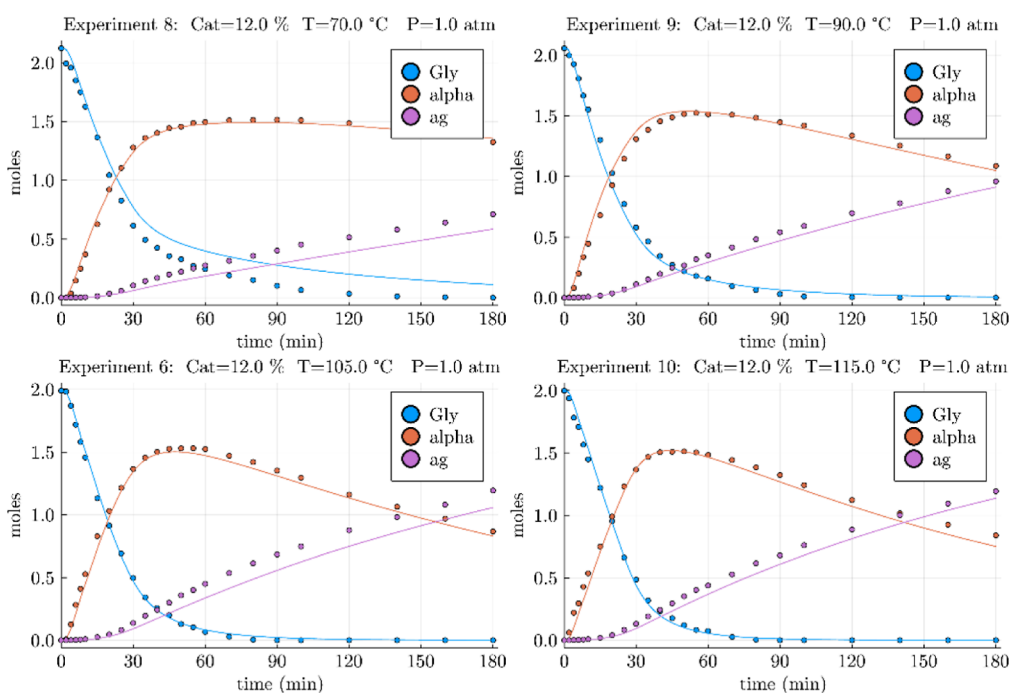 Experiment 8: Cat=12.0 % T=70.0 °C P=1.0 atm
2.0
1.5
1.0
0.5
0.0
moles
Gly
alpha
ag
0 30 60 90 120 150 180
time (min)
Experiment 9: Cat=12.0 % T=90.0 °C P=1.0 atm
2.0
1.5
1.0
0.5
0.0
moles
Gly
alpha
ag
0 30 60 90 120 150 180
time (min)
Experiment 6: Cat=12.0 % T=105.0 °C P=1.0 atm
2.0
1.5
1.0
0.5
0.0
moles
Gly
alpha
ag
0 30 60 90 120 150 180
time (min)
Experiment 10: Cat=12.0 % T=115.0 °C P=1.0 atm
2.0
1.5
1.0
0.5
0.0
moles
Gly
alpha
ag
0 30 60 90 120 150 180
time (min)